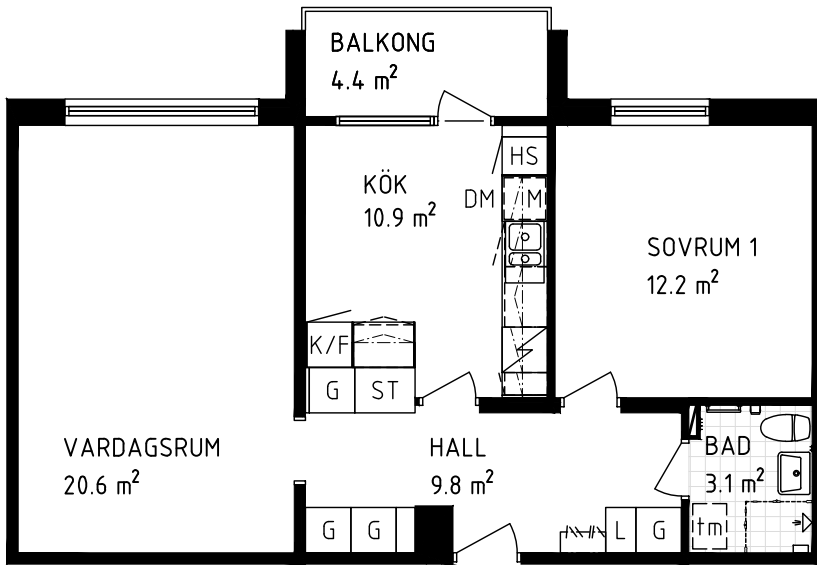 BALKONG
4.4 m²
HS
KÖK
10.9 m²
DM
M
SOVRUM 1
12.2 m²
K/F
G
ST
VARDAGSRUM
20.6 m²
HALL
9.8 m²
BAD
3.1 m²
G
G
L
G
tm